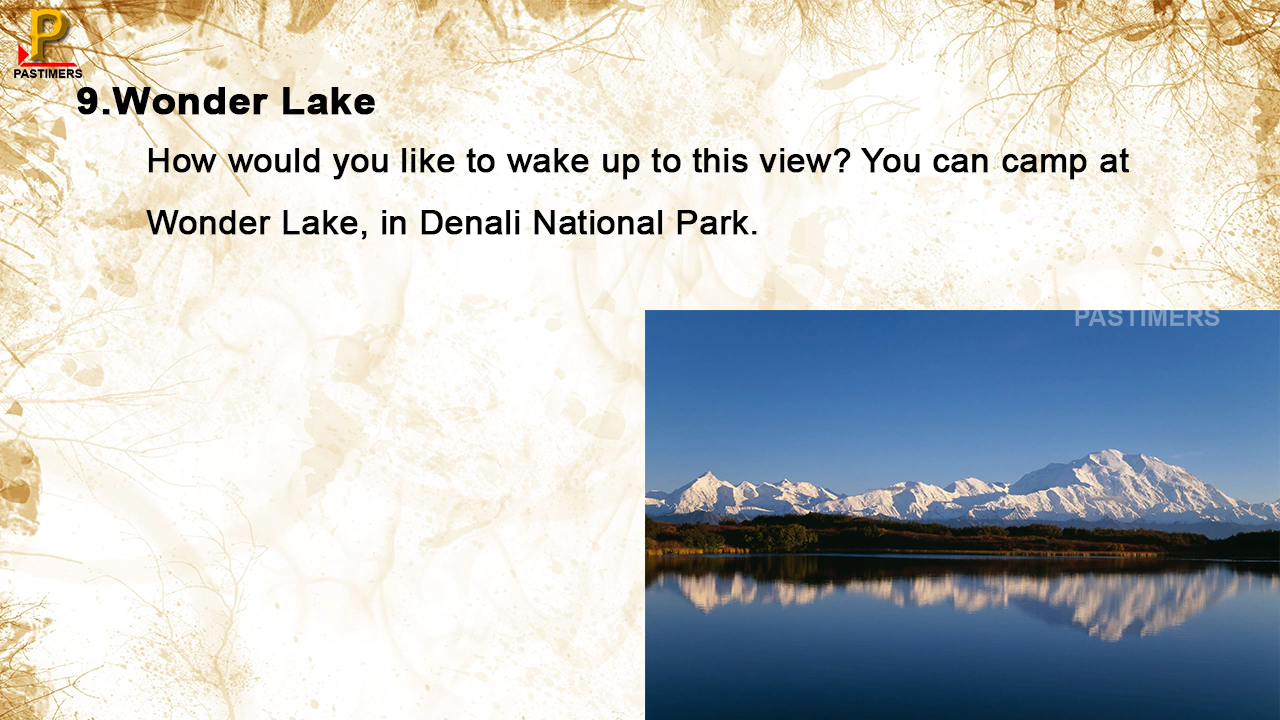 P
PASTIMERS
9.Wonder Lake
How would you like to wake up to this view? You can camp at
Wonder Lake, in Denali National Park.
PASTIMERS